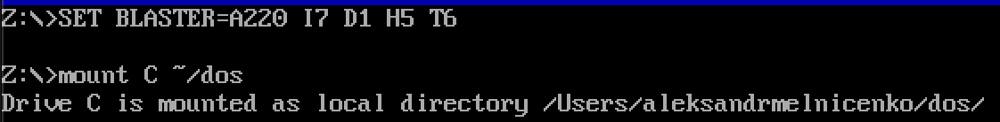 Z:\>SET BLASTER=A220 I7 D1 H5 T6
Z:\>mount C ~/dos
Drive C is mounted as local directory /Users/aleksandrmelnicenko/dos/